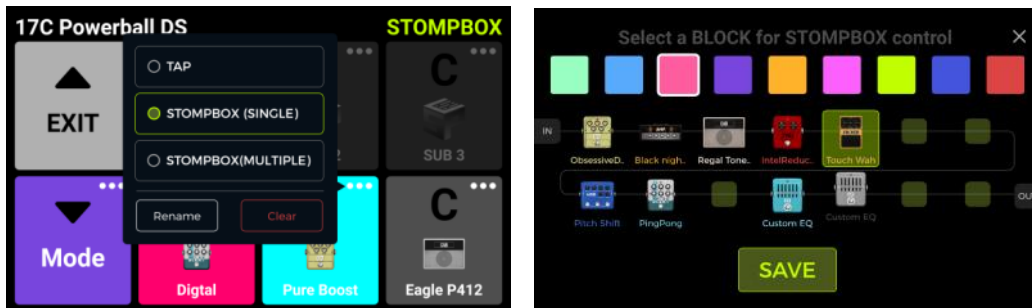 17C Powerball DS
STOMPBOX
TAP
STOMPBOX (SINGLE)
STOMPBOX(MULTIPLE)
Rename
Clear
EXIT
C
SUB 3
Mode
Digtal
Pure Boost
C
Eagle P412
Select a BLOCK for STOMPBOX control
IN
ObsessiveD..
Black nigh..
Regal Tone..
IntelReduc..
Touch Wah
Pitch Shift
PingPong
Custom EQ
Custom EQ
OU
SAVE